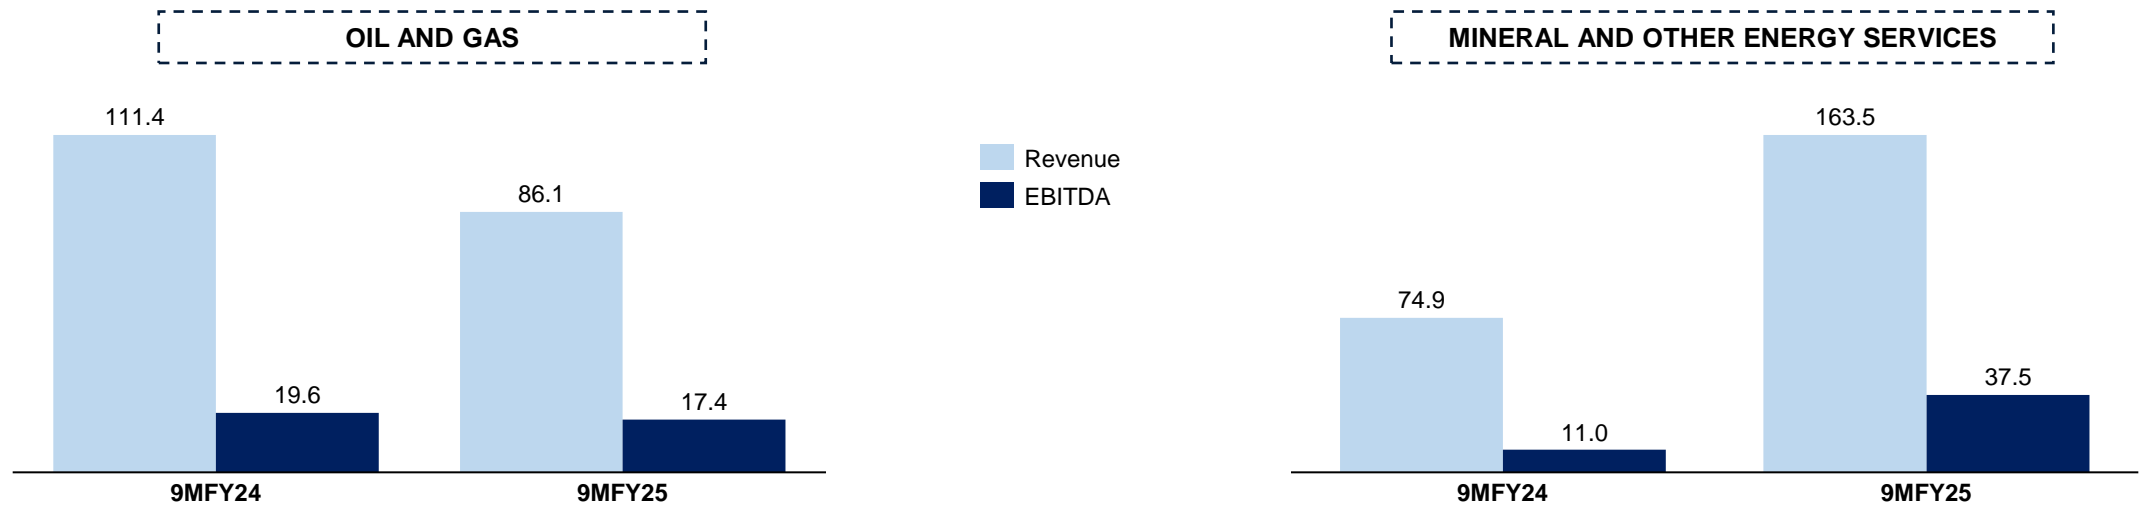 OIL AND GAS
111.4
86.1
19.6
17.4
9MFY24
9MFY25
Revenue
EBITDA
MINERAL AND OTHER ENERGY SERVICES
163.5
74.9
37.5
11.0
9MFY24
9MFY25